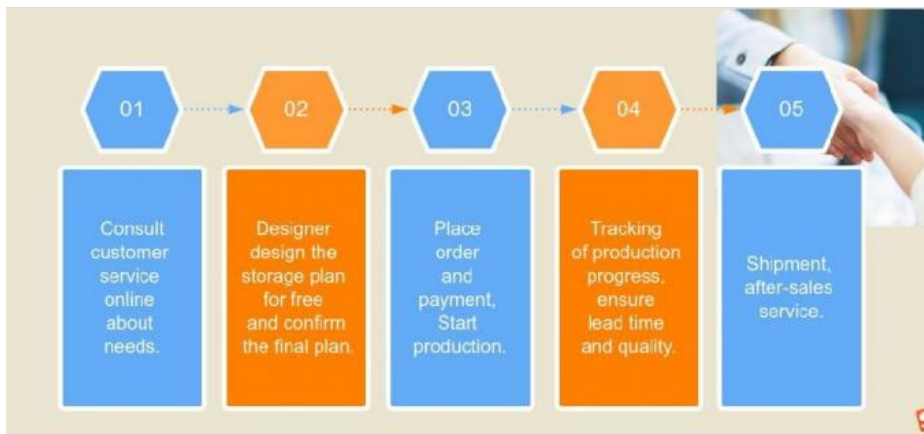 01
02
03
04
05
Consult
customer
service
online
about
needs.
Designer
design the
storage plan
for free
and confirm
the final plan.
Place
order
and
payment,
Start
production.
Tracking
of production
progress,
ensure
lead time
and quality.
Shipment,
after-sales
service.